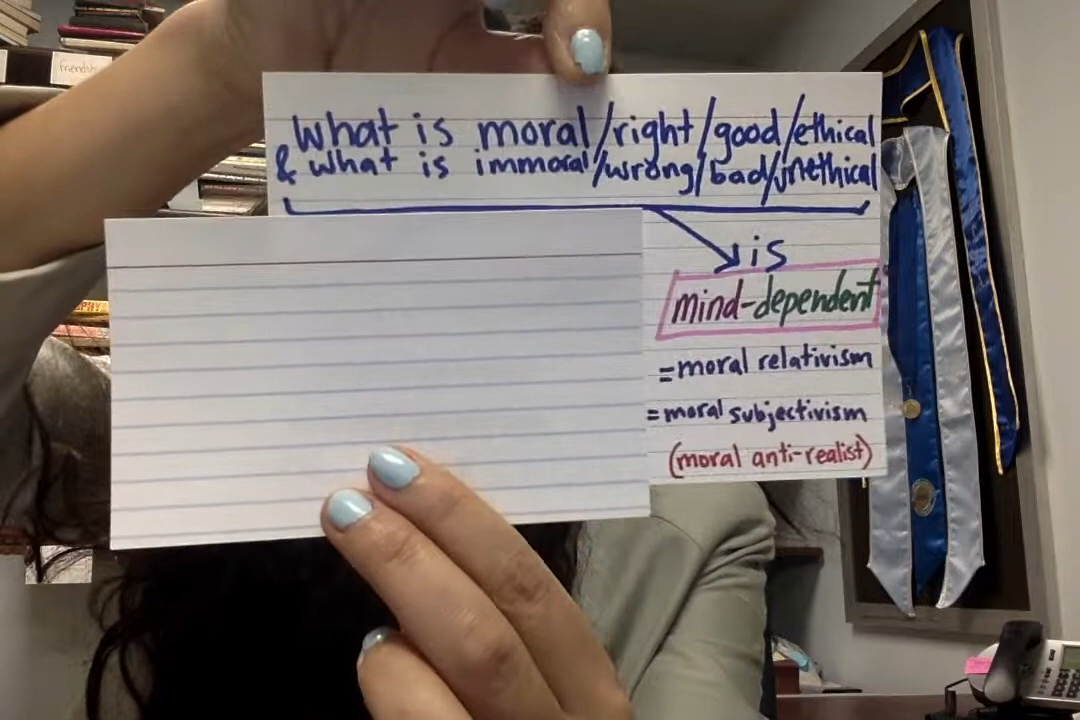 friendsh
what is moral/right/good/ethical
& what is immoral/wrong/bad/unethical
is
mind-dependent
=moral relativism
=moral subjectivism
(moral anti-realist)